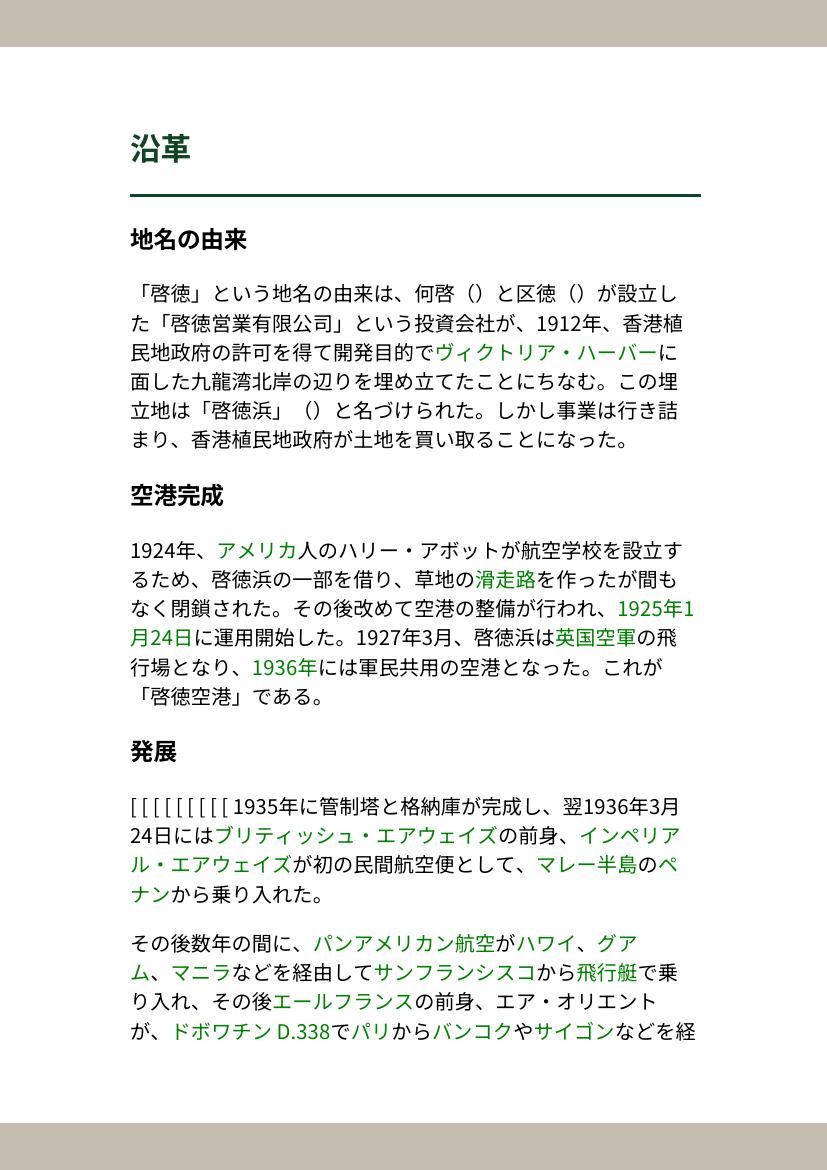 沿革
地名の由来
「啓徳」という地名の由来は、何啓（）と区徳（）が設立し
た「啓徳営業有限公司」という投資会社が、1912年、香港植
民地政府の許可を得て開発目的でヴィクトリア・ハーバーに
面した九龍湾北岸の辺りを埋め立てたことにちなむ。この埋
立地は「啓徳浜」（）と名づけられた。しかし事業は行き詰
まり、香港植民地政府が土地を買い取ることになった。
空港完成
1924年、アメリカ人のハリー・アボットが航空学校を設立す
るため、啓徳浜の一部を借り、草地の滑走路を作ったが間も
なく閉鎖された。その後改めて空港の整備が行われ、1925年1
月24日に運用開始した。1927年3月、啓徳浜は英国空軍の飛
行場となり、1936年には軍民共用の空港となった。これが
「啓徳空港」である。
発展
[ [ [ [ [ [ [ [ [ 1935年に管制塔と格納庫が完成し、翌1936年3月
24日にはブリティッシュ・エアウェイズの前身、インペリア
ル・エアウェイズが初の民間航空便として、マレー半島のペ
ナンから乗り入れた。
その後数年の間に、パンアメリカン航空がハワイ、グア
ム、マニラなどを経由してサンフランシスコから飛行艇で乗
り入れ、その後エールフランスの前身、エア・オリエント
が、ドボワチン D.338でパリからバンコクやサイゴンなどを経